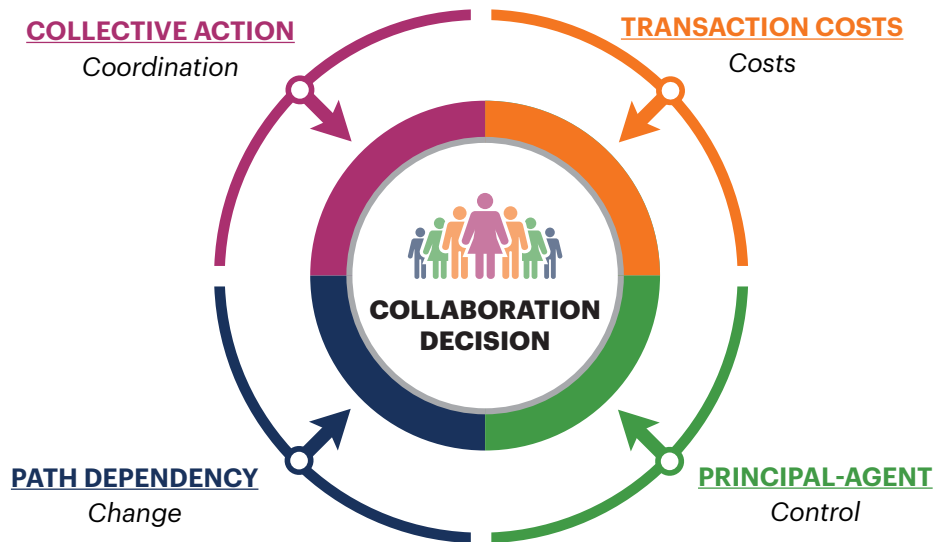 COLLECTIVE ACTION
Coordination
TRANSACTION COSTS
Costs
COLLABORATION
DECISION
PATH DEPENDENCY
Change
PRINCIPAL-AGENT
Control